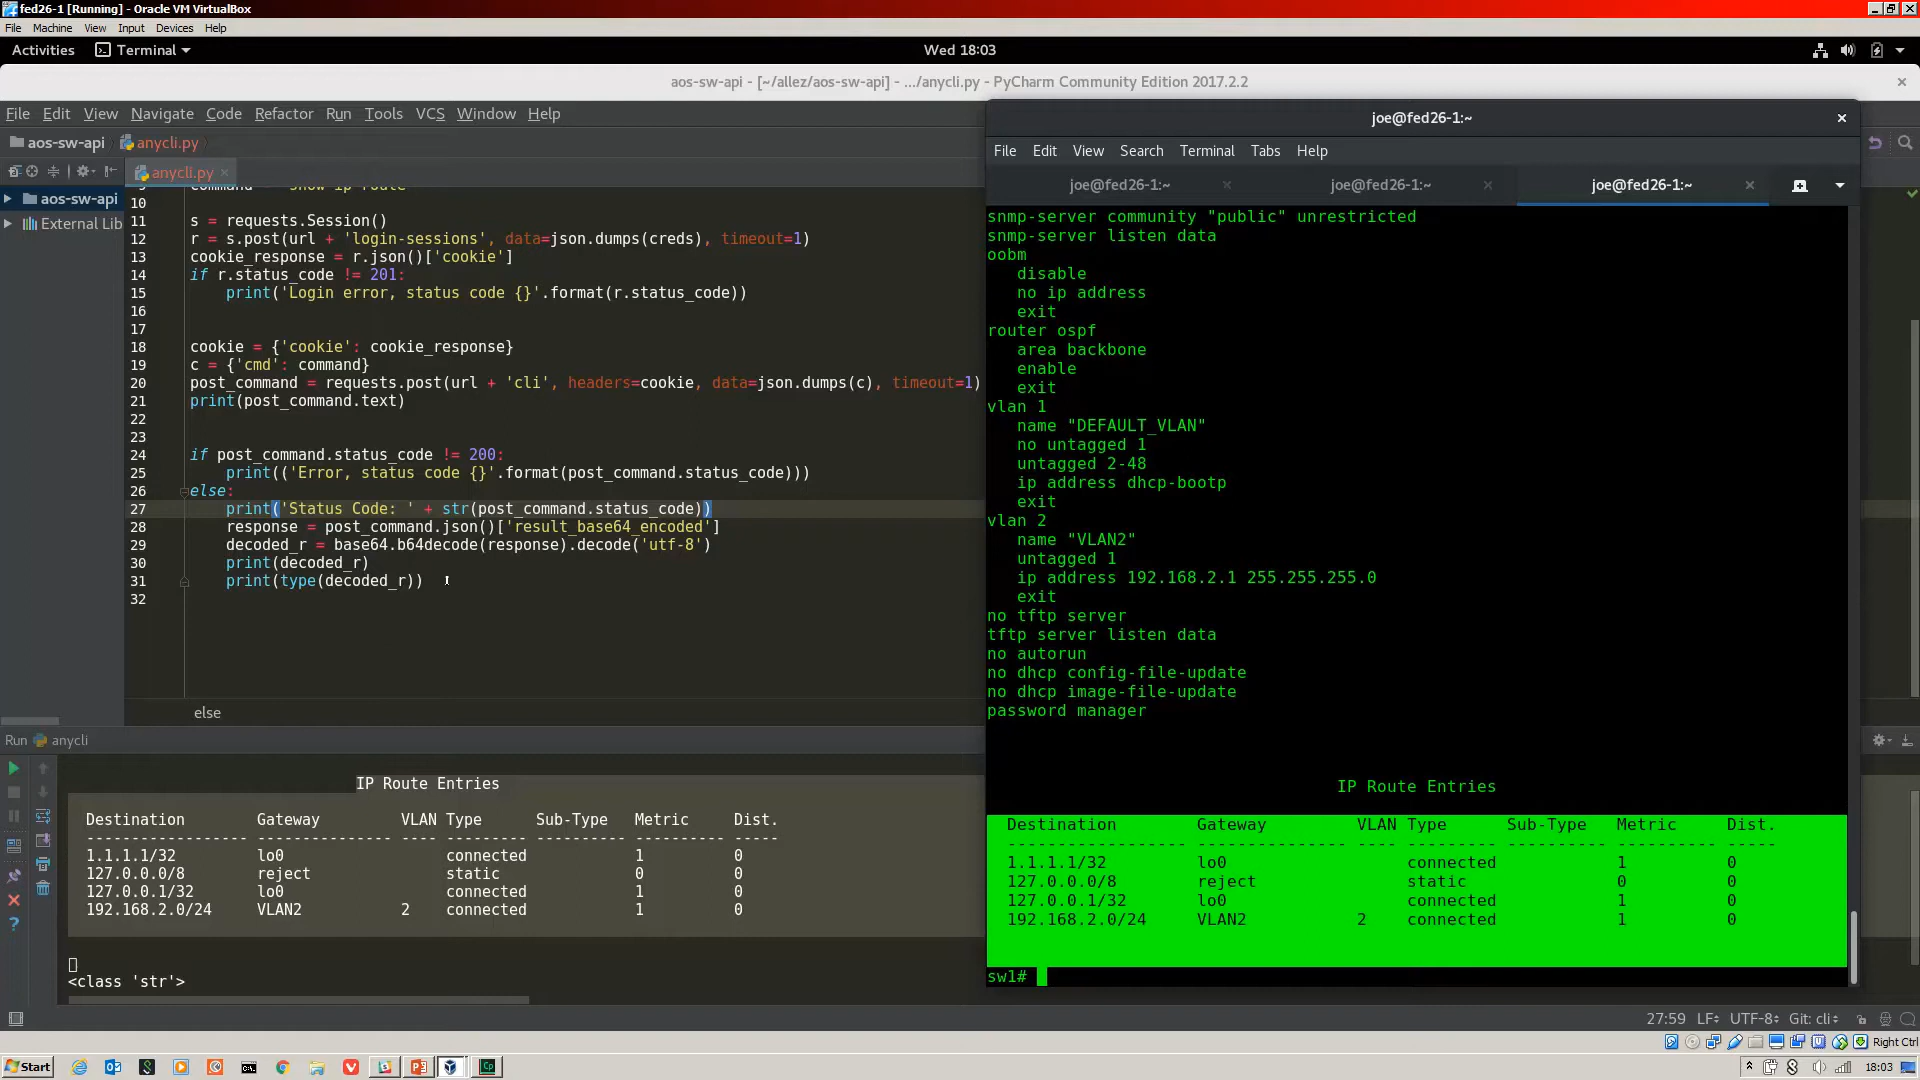 fed26-1 [Running] - Oracle VM VirtualBox
File Machine View Input Devices Help
Activities Terminal Wed 18:03
aos-sw-api - [~/allez/aos-sw-api] - .../anycli.py - PyCharm Community Edition 2017.2.2
File Edit View Navigate Code Refactor Run Tools VCS Window Help
aos-sw-api anycli.py
anycli.py
aos-sw-api
External Lib
10
11 s = requests.Session()
12 r = s.post(url + 'login-sessions', data=json.dumps(creds), timeout=1)
13 cookie_response = r.json()['cookie']
14 if r.status_code != 201:
15 print('Login error, status code {}'.format(r.status_code))
16
17
18 cookie = {'cookie': cookie_response}
19 c = {'cmd': command}
20 post_command = requests.post(url + 'cli', headers=cookie, data=json.dumps(c), timeout=1)
21 print(post_command.text)
22
23
24 if post_command.status_code != 200:
25 print(('Error, status code {}'.format(post_command.status_code)))
26 else:
27 print('Status Code: ' + str(post_command.status_code))
28 response = post_command.json()['result_base64_encoded']
29 decoded_r = base64.b64decode(response).decode('utf-8')
30 print(decoded_r)
31 print(type(decoded_r))
32
else
Run anycli
IP Route Entries
Destination Gateway VLAN Type Sub-Type Metric Dist.
------------------ --------------- ---- --------- ---------- ---------- -----
1.1.1.1/32 lo0 connected 1 0
127.0.0.0/8 reject static 0 0
127.0.0.1/32 lo0 connected 1 0
192.168.2.0/24 VLAN2 2 connected 1 0
<class 'str'>
joe@fed26-1:~
File Edit View Search Terminal Tabs Help
joe@fed26-1:~ joe@fed26-1:~ joe@fed26-1:~
snmp-server community "public" unrestricted
snmp-server listen data
oobm
disable
no ip address
exit
router ospf
area backbone
enable
exit
vlan 1
name "DEFAULT_VLAN"
no untagged 1
untagged 2-48
ip address dhcp-bootp
exit
vlan 2
name "VLAN2"
untagged 1
ip address 192.168.2.1 255.255.255.0
exit
no tftp server
tftp server listen data
no autorun
no dhcp config-file-update
no dhcp image-file-update
password manager
IP Route Entries
Destination Gateway VLAN Type Sub-Type Metric Dist.
------------------ --------------- ---- --------- ---------- ---------- -----
1.1.1.1/32 lo0 connected 1 0
127.0.0.0/8 reject static 0 0
127.0.0.1/32 lo0 connected 1 0
192.168.2.0/24 VLAN2 2 connected 1 0
sw1#
27:59 LF UTF-8 Git: cli
Right Ctrl
Start 18:03